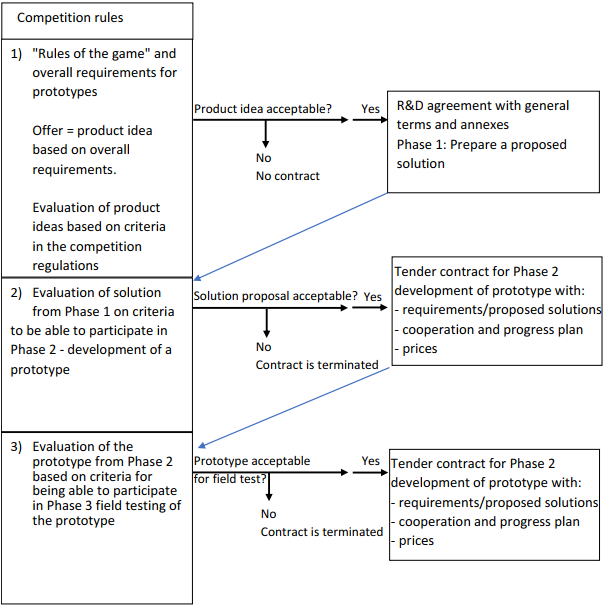 Competition rules
1) "Rules of the game" and
overall requirements for
prototypes
Offer = product idea
based on overall
requirements.
Evaluation of product
ideas based on criteria
in the competition
regulations
Product idea acceptable? Yes
No
No contract
R&D agreement with general
terms and annexes
Phase 1: Prepare a proposed
solution
2) Evaluation of solution
from Phase 1 on criteria
to be able to participate in
Phase 2 - development of a
prototype
Solution proposal acceptable? Yes
No
Contract is terminated
Tender contract for Phase 2
development of prototype with:
- requirements/proposed solutions
- cooperation and progress plan
- prices
3) Evaluation of the
prototype from Phase 2
based on criteria for
being able to participate
in Phase 3 field testing of
the prototype
Prototype acceptable Yes
for field test?
No
Contract is terminated
Tender contract for Phase 2
development of prototype with:
- requirements/proposed solutions
- cooperation and progress plan
- prices